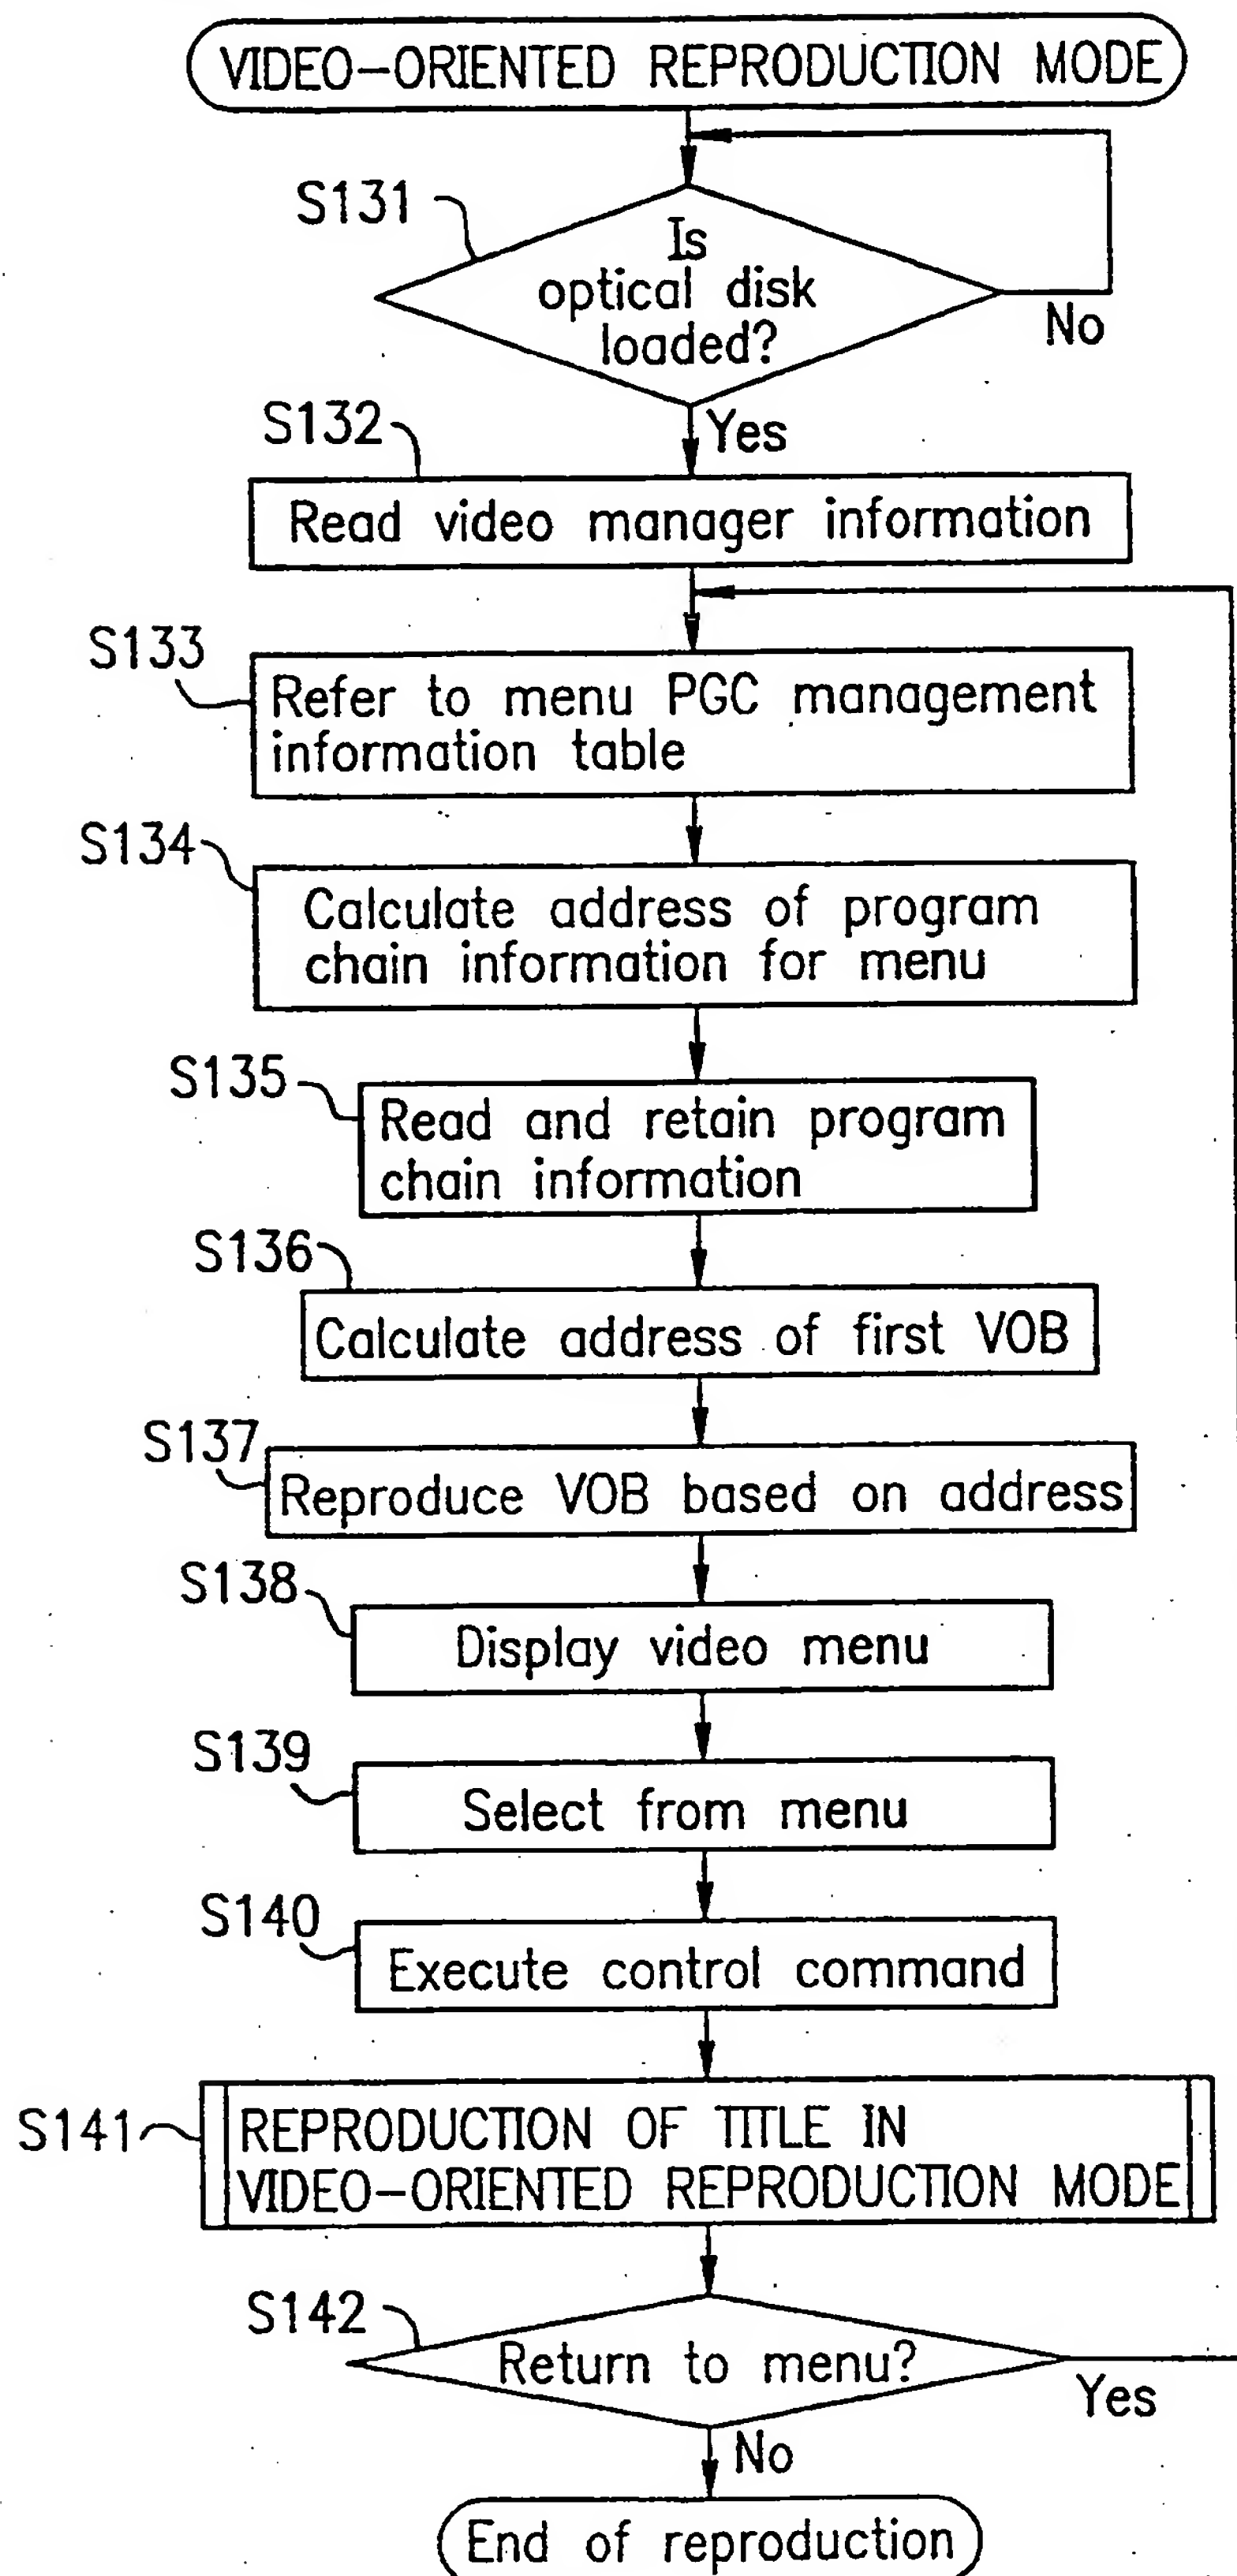 VIDEO-ORIENTED REPRODUCTION MODE
S131
Is
optical disk
loaded?
No
Yes
S132
Read video manager information
S133
Refer to menu PGC management
information table
S134
Calculate address of program
chain information for menu
S135
Read and retain program
chain information
S136
Calculate address of first VOB
S137
Reproduce VOB based on address
S138
Display video menu
S139
Select from menu
S140
Execute control command
S141
REPRODUCTION OF TITLE IN
VIDEO-ORIENTED REPRODUCTION MODE
S142
Return to menu?
Yes
No
End of reproduction